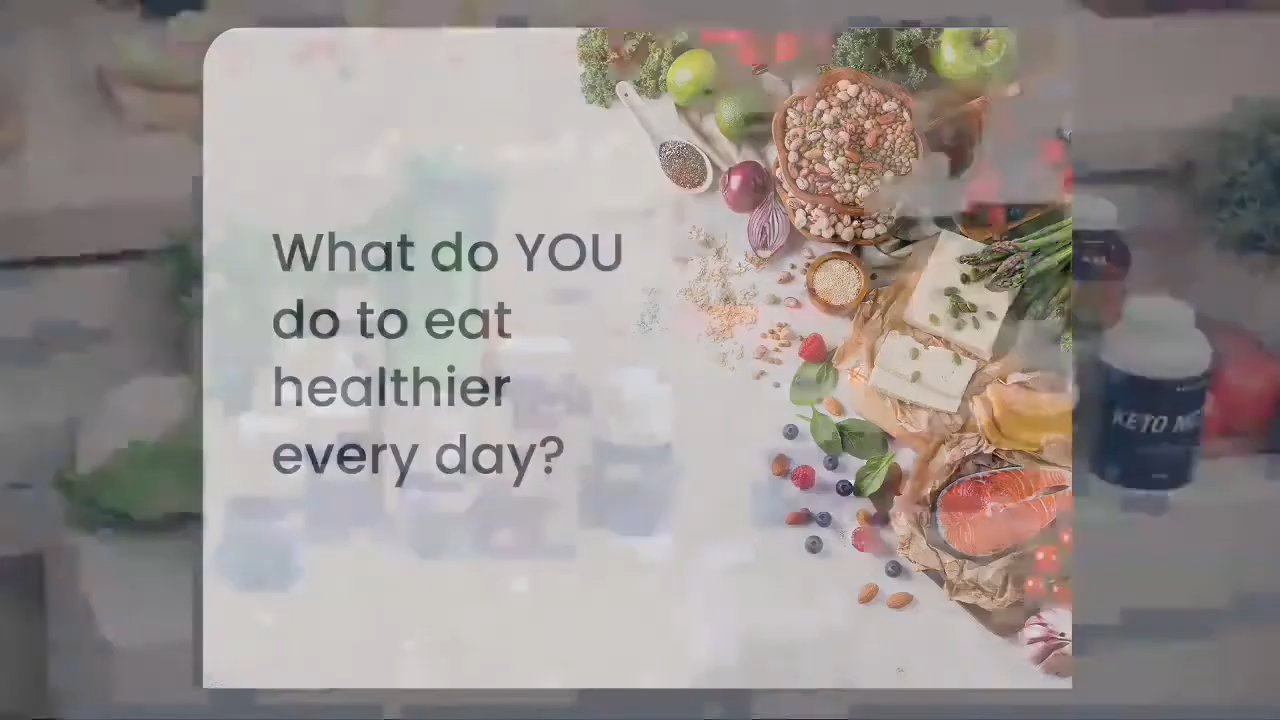 What do YOU
do to eat
healthier
every day?
KETO